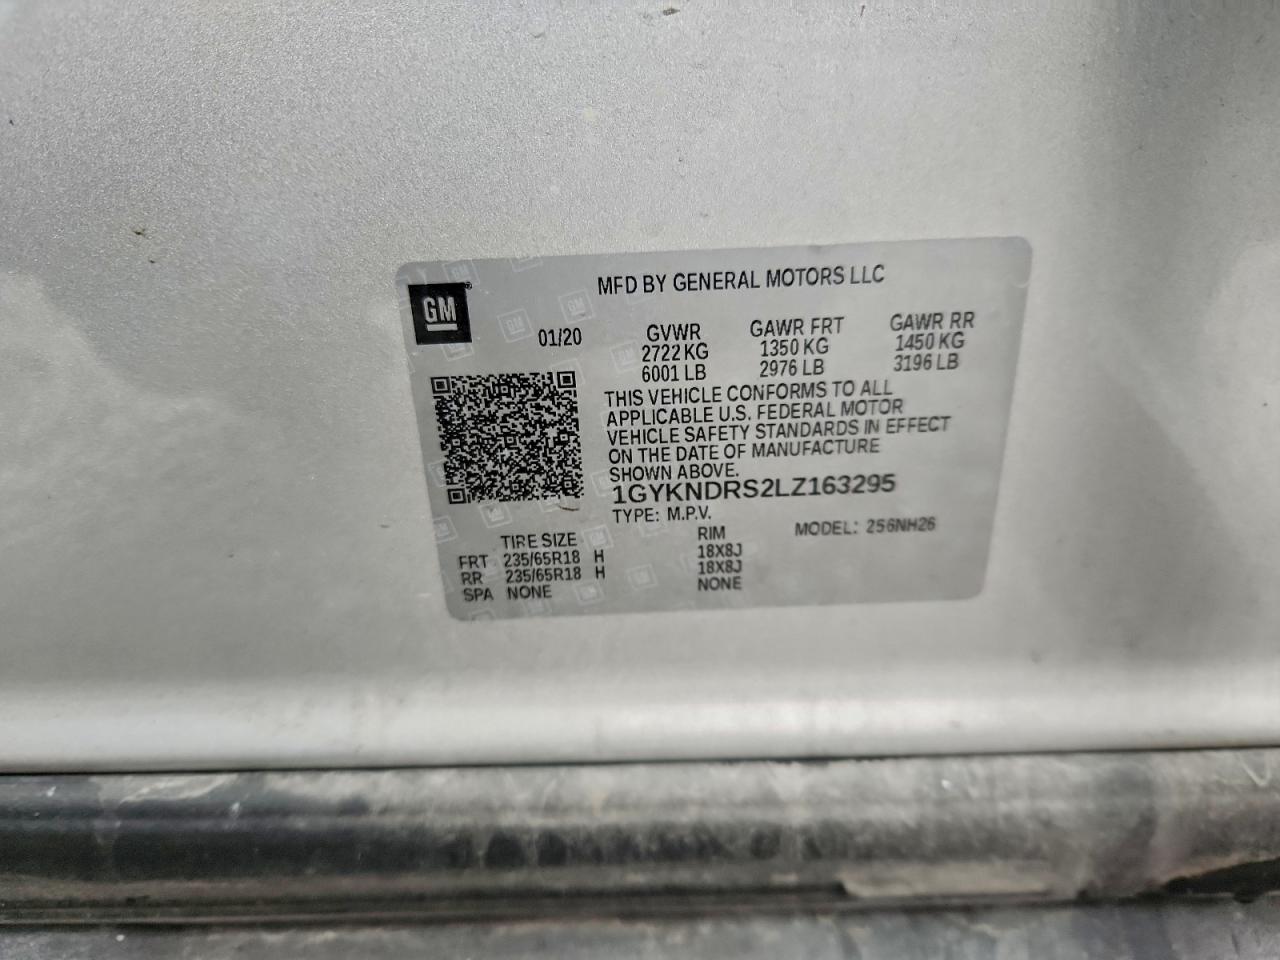 MFD BY GENERAL MOTORS LLC
GM
01/20 GVWR GAWR FRT GAWR RR
2722 KG 1350 KG 1450 KG
6001 LB 2976 LB 3196 LB
THIS VEHICLE CONFORMS TO ALL
APPLICABLE U.S. FEDERAL MOTOR
VEHICLE SAFETY STANDARDS IN EFFECT
ON THE DATE OF MANUFACTURE
SHOWN ABOVE.
1GYKNDRS2LZ163295
TYPE: M.P.V. MODEL: 256NH26
TIRE SIZE RIM
FRT 235/65R18 H 18X8J
RR 235/65R18 H 18X8J
SPA NONE NONE